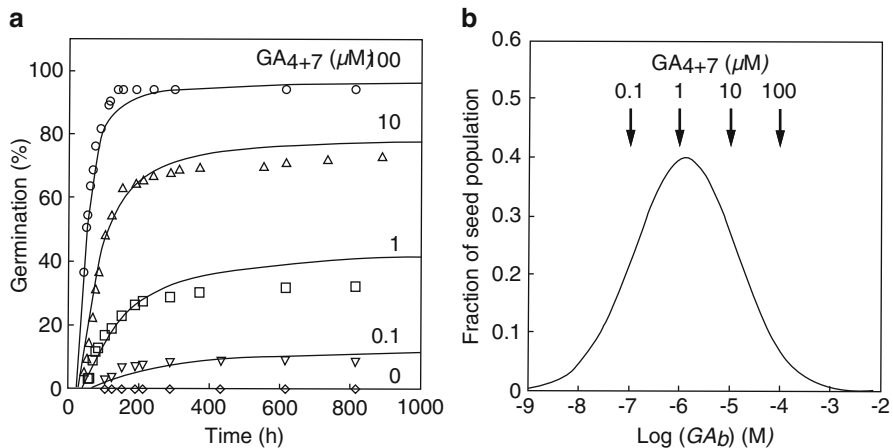 a
GA4+7 (µM)100
100
80
60
40
20
0
Germination (%)
10
1
0.1
0
0 200 400 600 800 1000
Time (h)
b
0.6
0.5
0.4
0.3
0.2
0.1
0
Fraction of seed population
GA4+7 (µM)
0.1 1 10 100
-9 -8 -7 -6 -5 -4 -3 -2
Log (GAb) (M)